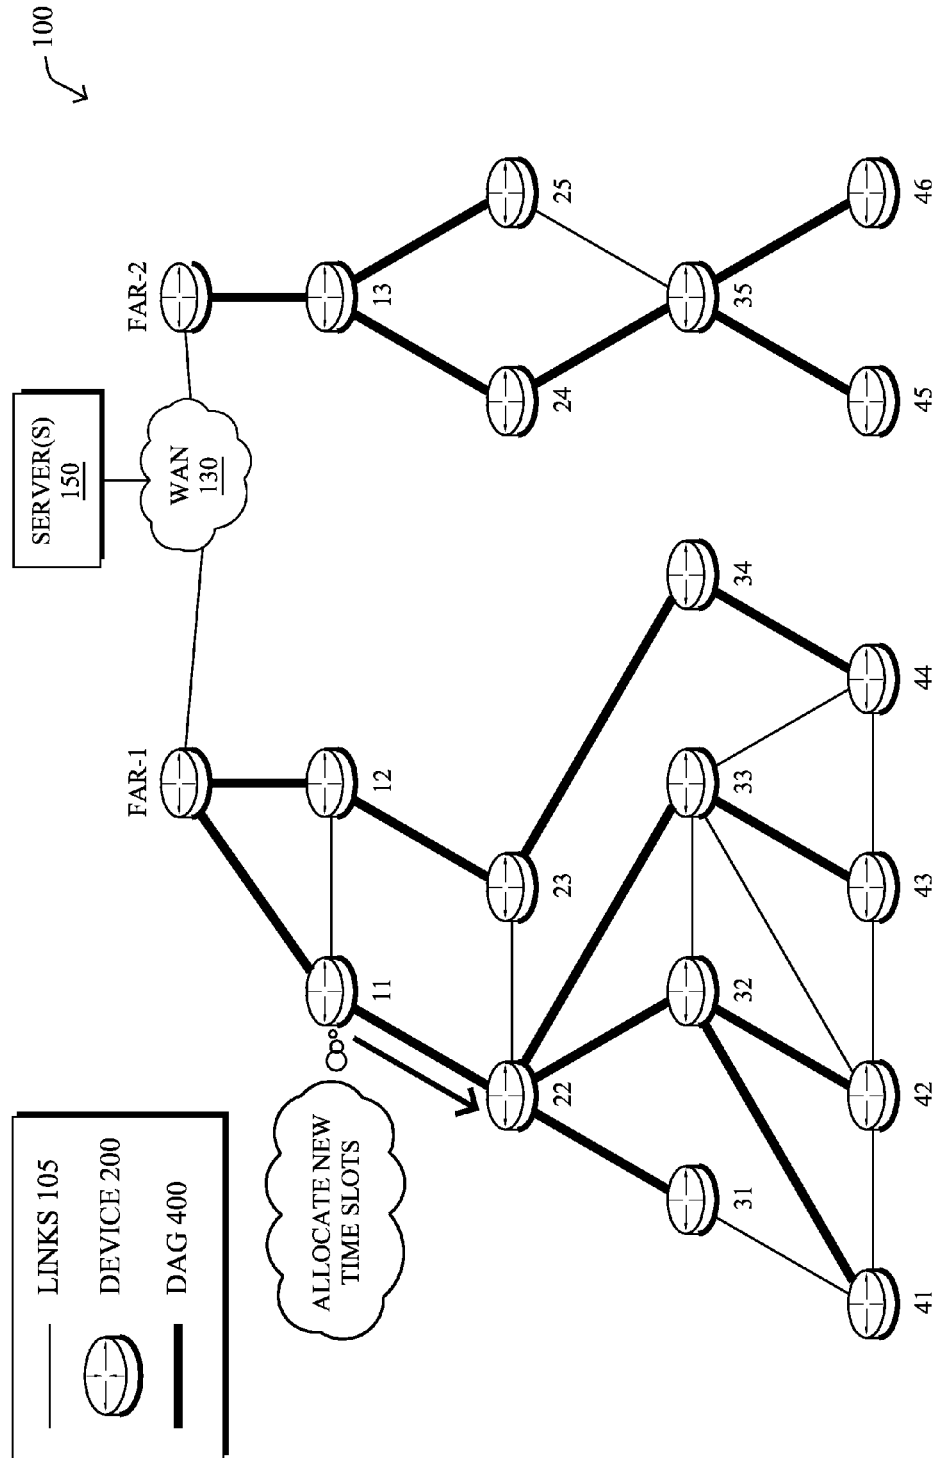 100
LINKS 105
DEVICE 200
DAG 400
SERVER(S)
150
WAN
130
FAR-1
FAR-2
ALLOCATE NEW
TIME SLOTS
11
12
13
22
23
24
25
31
32
33
34
35
41
42
43
44
45
46